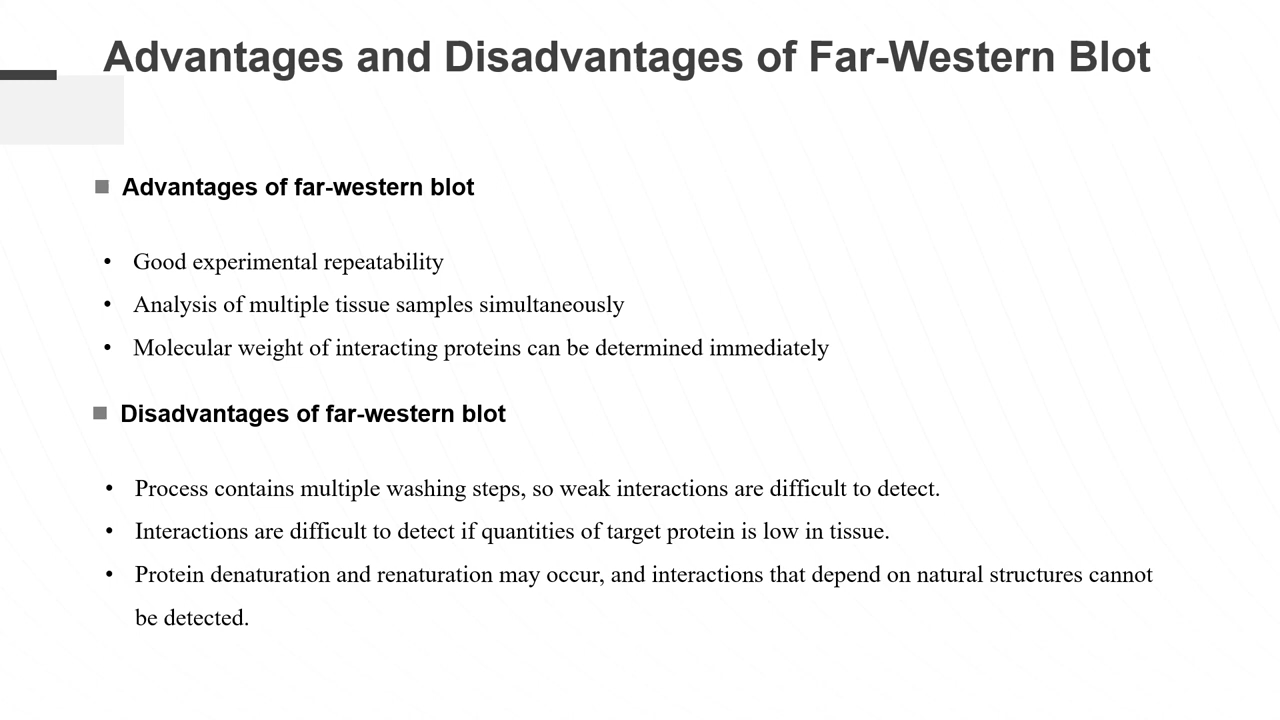 Advantages and Disadvantages of Far-Western Blot
Advantages of far-western blot
• Good experimental repeatability
• Analysis of multiple tissue samples simultaneously
• Molecular weight of interacting proteins can be determined immediately
Disadvantages of far-western blot
• Process contains multiple washing steps, so weak interactions are difficult to detect.
• Interactions are difficult to detect if quantities of target protein is low in tissue.
• Protein denaturation and renaturation may occur, and interactions that depend on natural structures cannot
be detected.